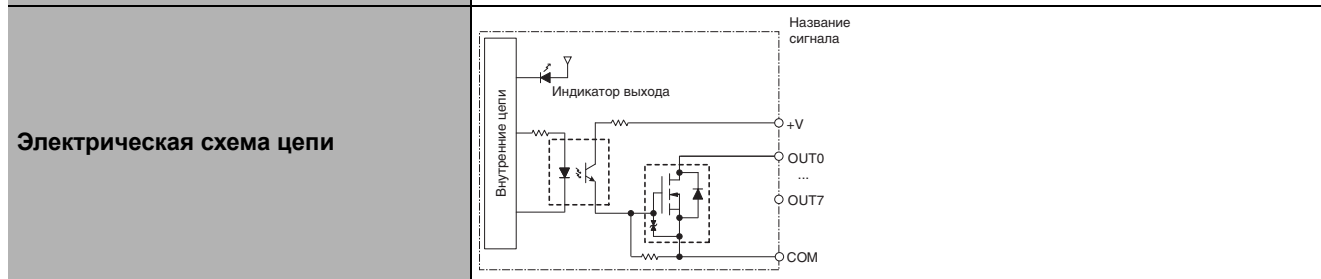 Электрическая схема цепи
Название
сигнала
Внутренние цепи
Индикатор выхода
+V
OUT0
...
OUT7
COM